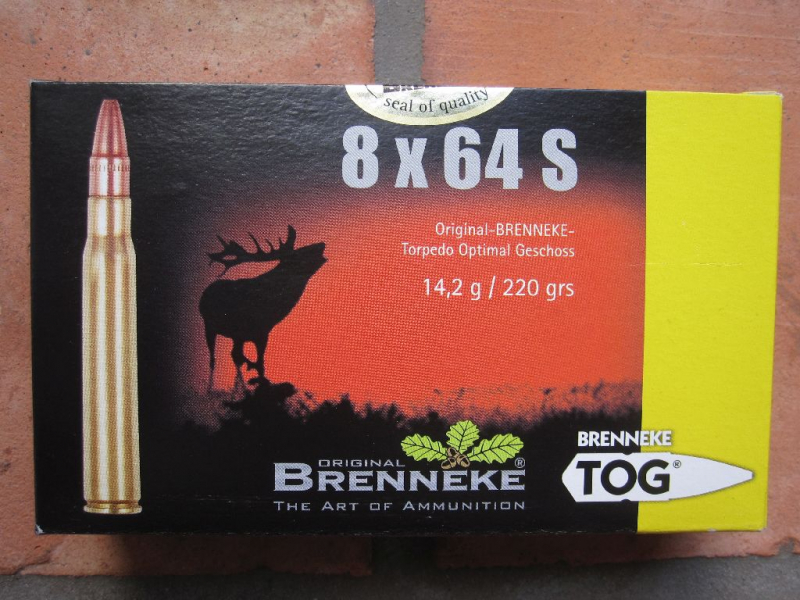 seal of quality
8 x 64 S
Original-BRENNEKE-
Torpedo Optimal Geschoss
14,2 g / 220 grs
ORIGINAL
BRENNEKE®
THE ART OF AMMUNITION
BRENNEKE
TOG®